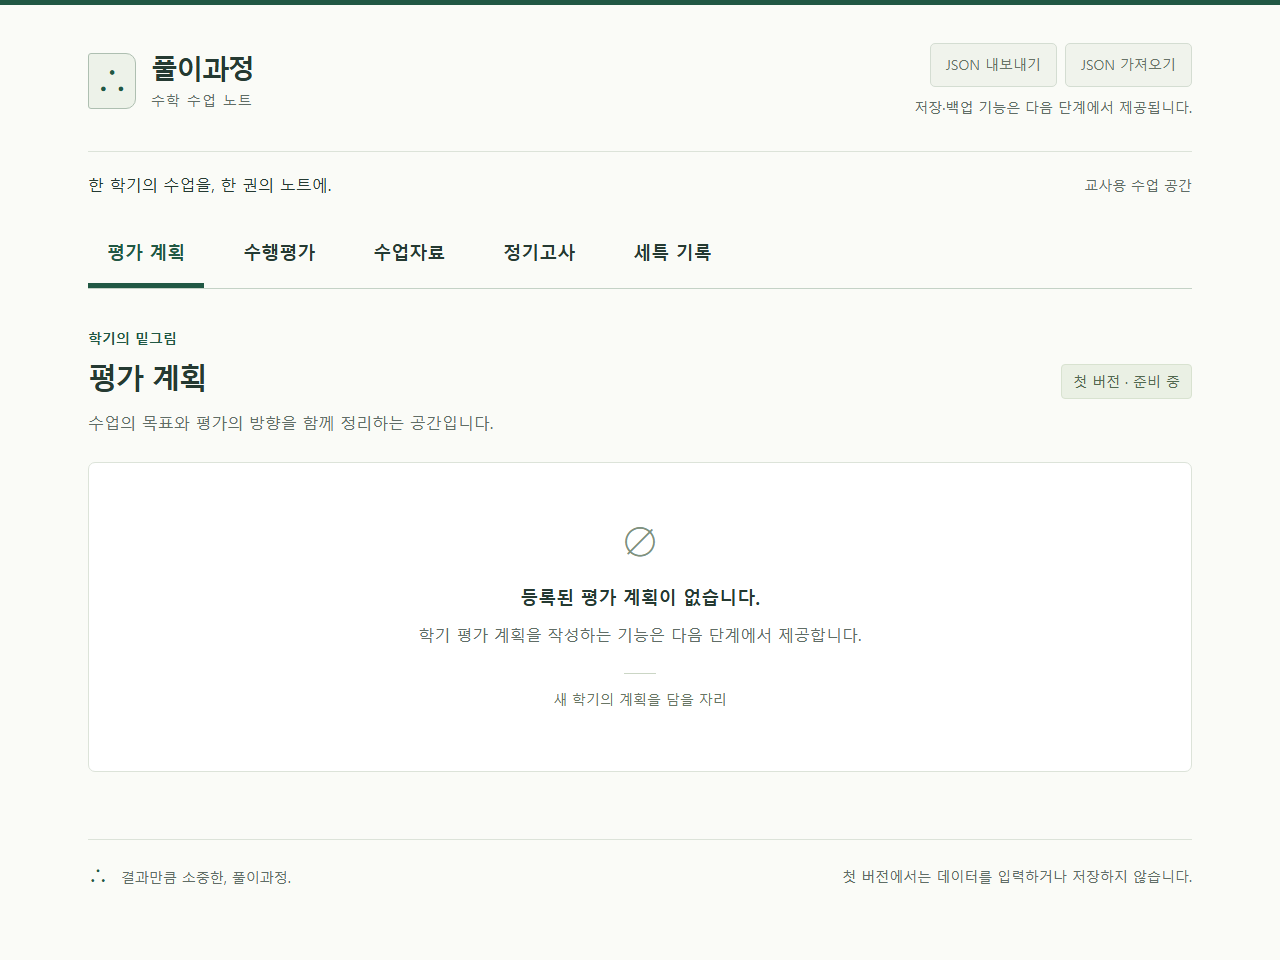 풀이과정
수학 수업 노트
JSON 내보내기
JSON 가져오기
저장·백업 기능은 다음 단계에서 제공됩니다.
한 학기의 수업을, 한 권의 노트에.
교사용 수업 공간
평가 계획
수행평가
수업자료
정기고사
세특 기록
학기의 밑그림
평가 계획
첫 버전 · 준비 중
수업의 목표와 평가의 방향을 함께 정리하는 공간입니다.
∅
등록된 평가 계획이 없습니다.
학기 평가 계획을 작성하는 기능은 다음 단계에서 제공합니다.
새 학기의 계획을 담을 자리
∴ 결과만큼 소중한, 풀이과정.
첫 버전에서는 데이터를 입력하거나 저장하지 않습니다.